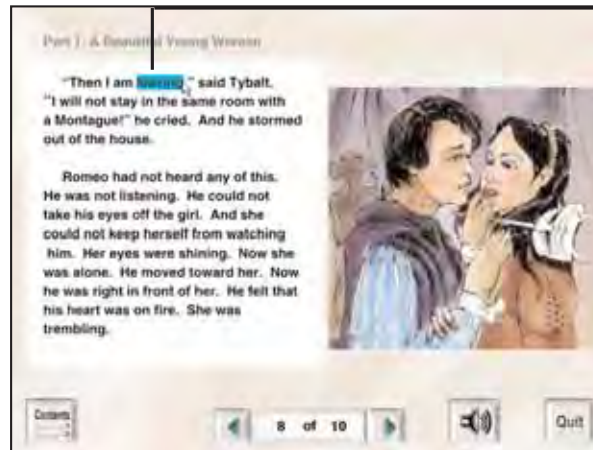 Part 1: A Beautiful Young Woman
"Then I am leaving," said Tybalt.
"I will not stay in the same room with
a Montague!" he cried. And he stormed
out of the house.
Romeo had not heard any of this.
He was not listening. He could not
take his eyes off the girl. And she
could not keep herself from watching
him. Her eyes were shining. Now she
was alone. He moved toward her. Now
he was right in front of her. He felt that
his heart was on fire. She was
trembling.
Contents
8 of 10
Quit